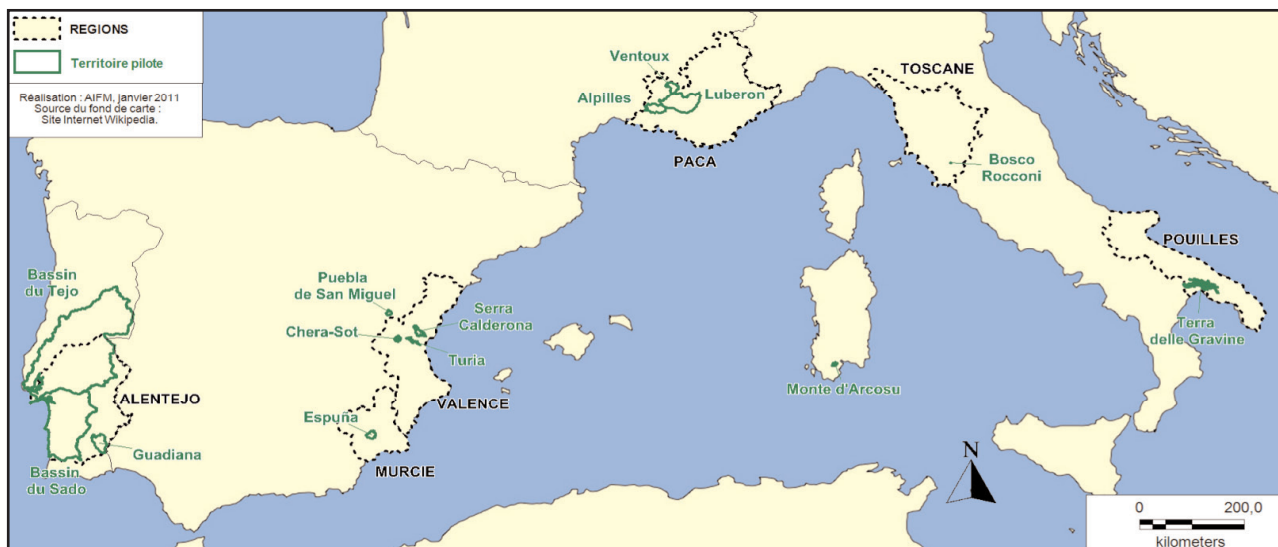 REGIONS
Territoire pilote
Réalisation : AIFM, janvier 2011
Source du fond de carte :
Site Internet Wikipedia.
Ventoux
Alpilles
Luberon
PACA
TOSCANE
Bosco
Rocconi
POUILLES
Terra
delle Gravine
Monte d'Arcosu
Bassin
du Tejo
ALENTEJO
Guadiana
Bassin
du Sado
Puebla
de San Miguel
Serra
Calderona
Chera-Sot
Turia
VALENCE
Espuña
MURCIE
N
0 200,0
kilometers